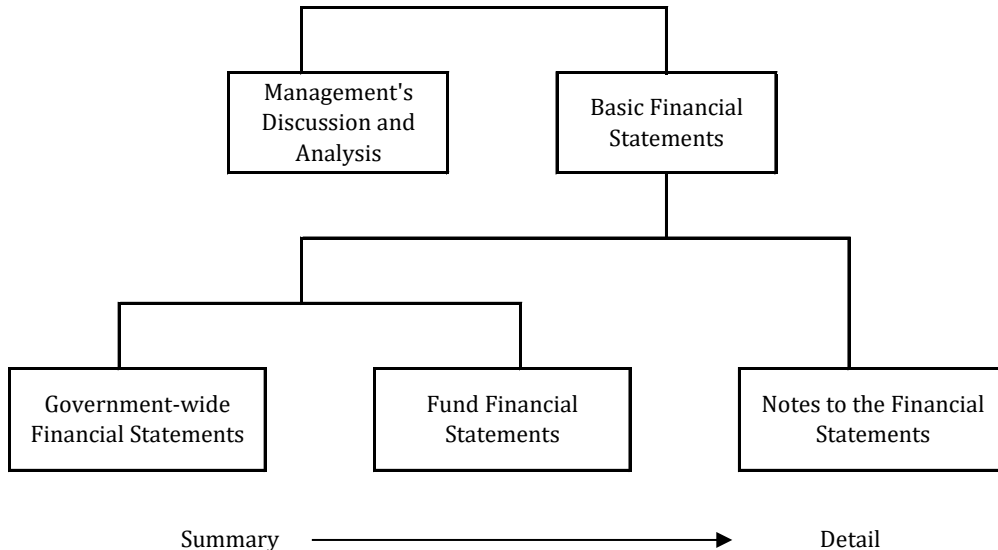 Management's
Discussion and
Analysis
Basic Financial
Statements
Government-wide
Financial Statements
Fund Financial
Statements
Notes to the Financial
Statements
Summary
Detail